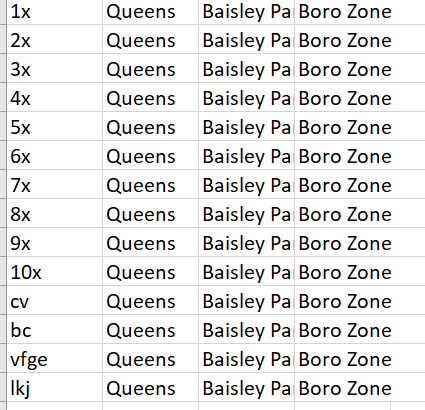 1x Queens Baisley Pa Boro Zone
2x Queens Baisley Pa Boro Zone
3x Queens Baisley Pa Boro Zone
4x Queens Baisley Pa Boro Zone
5x Queens Baisley Pa Boro Zone
6x Queens Baisley Pa Boro Zone
7x Queens Baisley Pa Boro Zone
8x Queens Baisley Pa Boro Zone
9x Queens Baisley Pa Boro Zone
10x Queens Baisley Pa Boro Zone
cv Queens Baisley Pa Boro Zone
bc Queens Baisley Pa Boro Zone
vfge Queens Baisley Pa Boro Zone
lkj Queens Baisley Pa Boro Zone